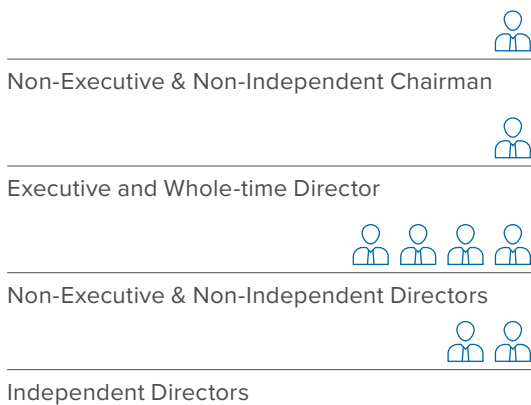 Non-Executive & Non-Independent Chairman
Executive and Whole-time Director
Non-Executive & Non-Independent Directors
Independent Directors